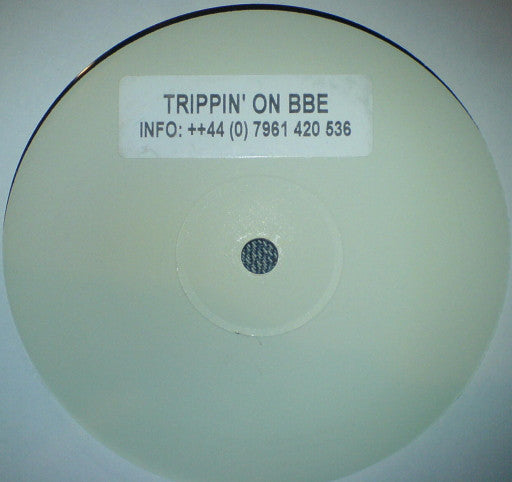 TRIPPIN' ON BBE
INFO: ++44 (0) 7961 420 536